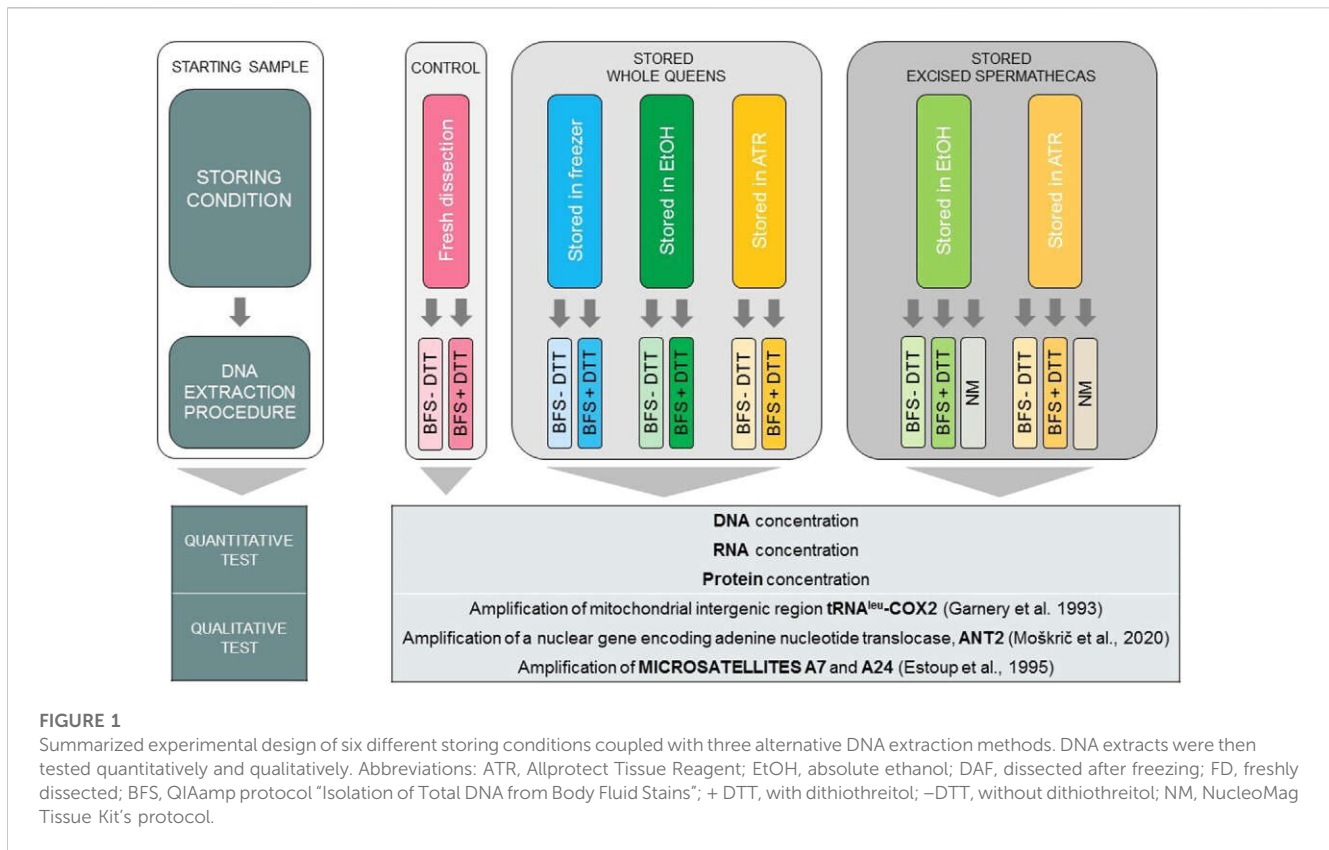 STARTING SAMPLE
STORING
CONDITION
DNA
EXTRACTION
PROCEDURE
CONTROL
Fresh dissection
BFS - DTT
BFS + DTT
STORED
WHOLE QUEENS
Stored in freezer
Stored in EtOH
Stored in ATR
BFS - DTT
BFS + DTT
BFS - DTT
BFS + DTT
BFS - DTT
BFS + DTT
STORED
EXCISED SPERMATHECAS
Stored in EtOH
Stored in ATR
BFS - DTT
BFS + DTT
NM
BFS - DTT
BFS + DTT
NM
QUANTITATIVE
TEST
DNA concentration
RNA concentration
Protein concentration
QUALITATIVE
TEST
Amplification of mitochondrial intergenic region tRNAˡᵉᵘ-COX2 (Garnery et al. 1993)
Amplification of a nuclear gene encoding adenine nucleotide translocase, ANT2 (Moškrič et al., 2020)
Amplification of MICROSATELLITES A7 and A24 (Estoup et al., 1995)
FIGURE 1
Summarized experimental design of six different storing conditions coupled with three alternative DNA extraction methods. DNA extracts were then
tested quantitatively and qualitatively. Abbreviations: ATR, Allprotect Tissue Reagent; EtOH, absolute ethanol; DAF, dissected after freezing; FD, freshly
dissected; BFS, QIAamp protocol "Isolation of Total DNA from Body Fluid Stains"; + DTT, with dithiothreitol; –DTT, without dithiothreitol; NM, NucleoMag
Tissue Kit's protocol.